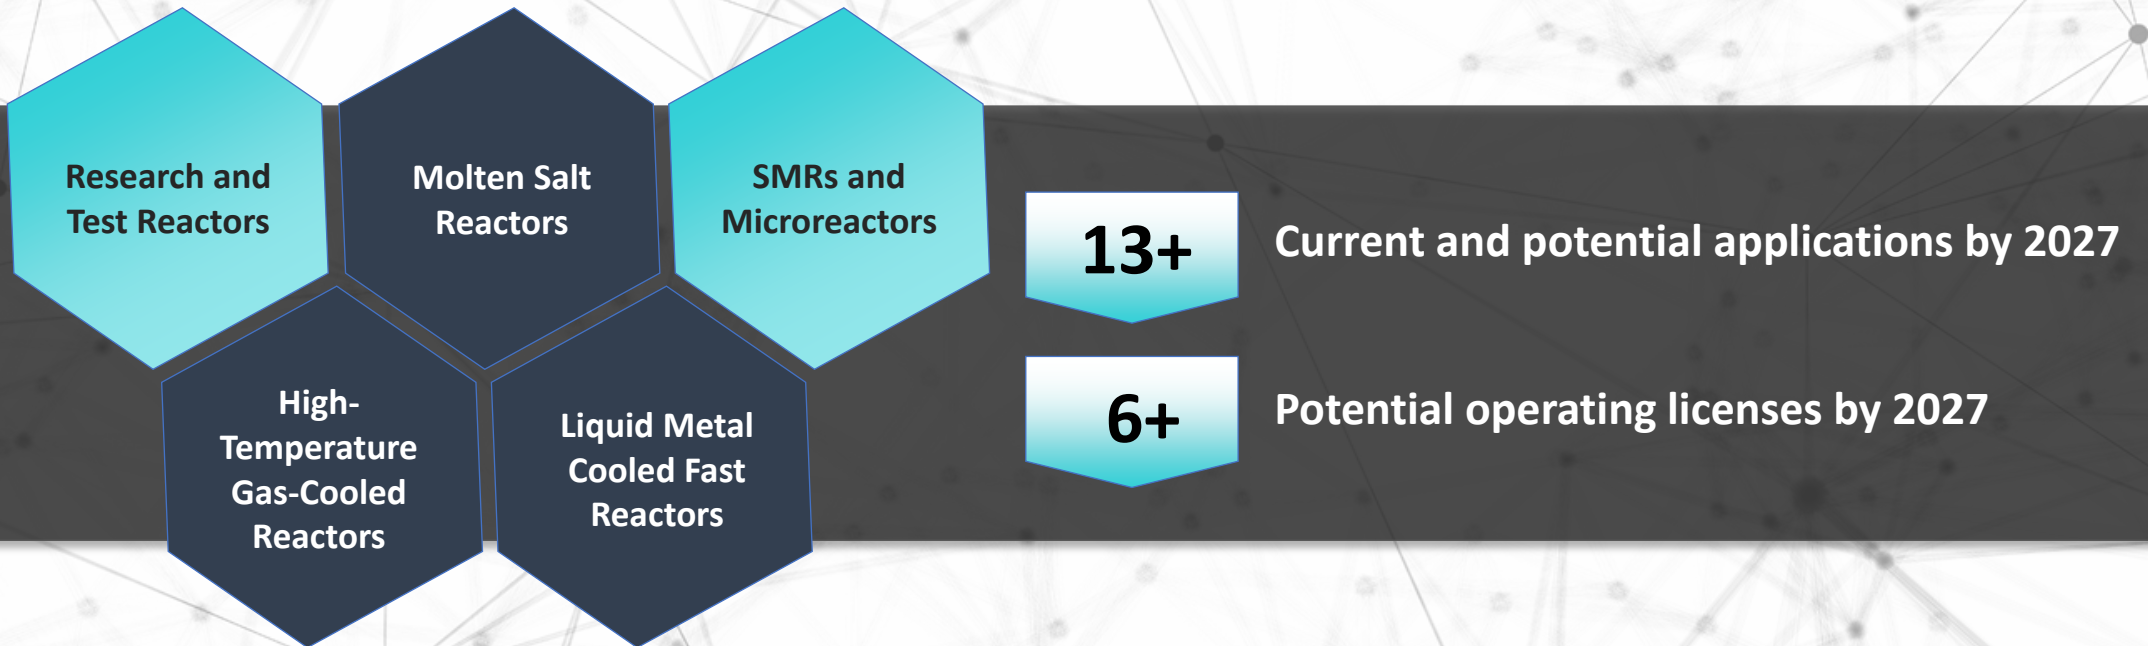 Research and
Test Reactors
Molten Salt
Reactors
SMRs and
Microreactors
High-
Temperature
Gas-Cooled
Reactors
Liquid Metal
Cooled Fast
Reactors
13+
Current and potential applications by 2027
6+
Potential operating licenses by 2027